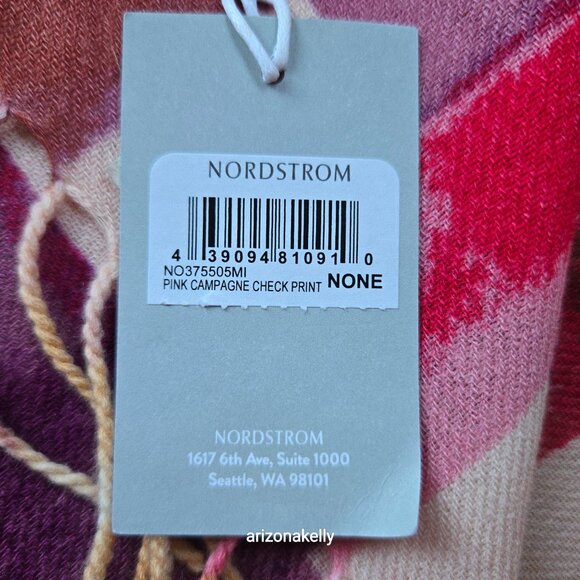 NORDSTROM
4 39094 81091 0
NO375505MI
PINK CAMPAGNE CHECK PRINT NONE
NORDSTROM
1617 6th Ave, Suite 1000
Seattle, WA 98101
arizonakelly